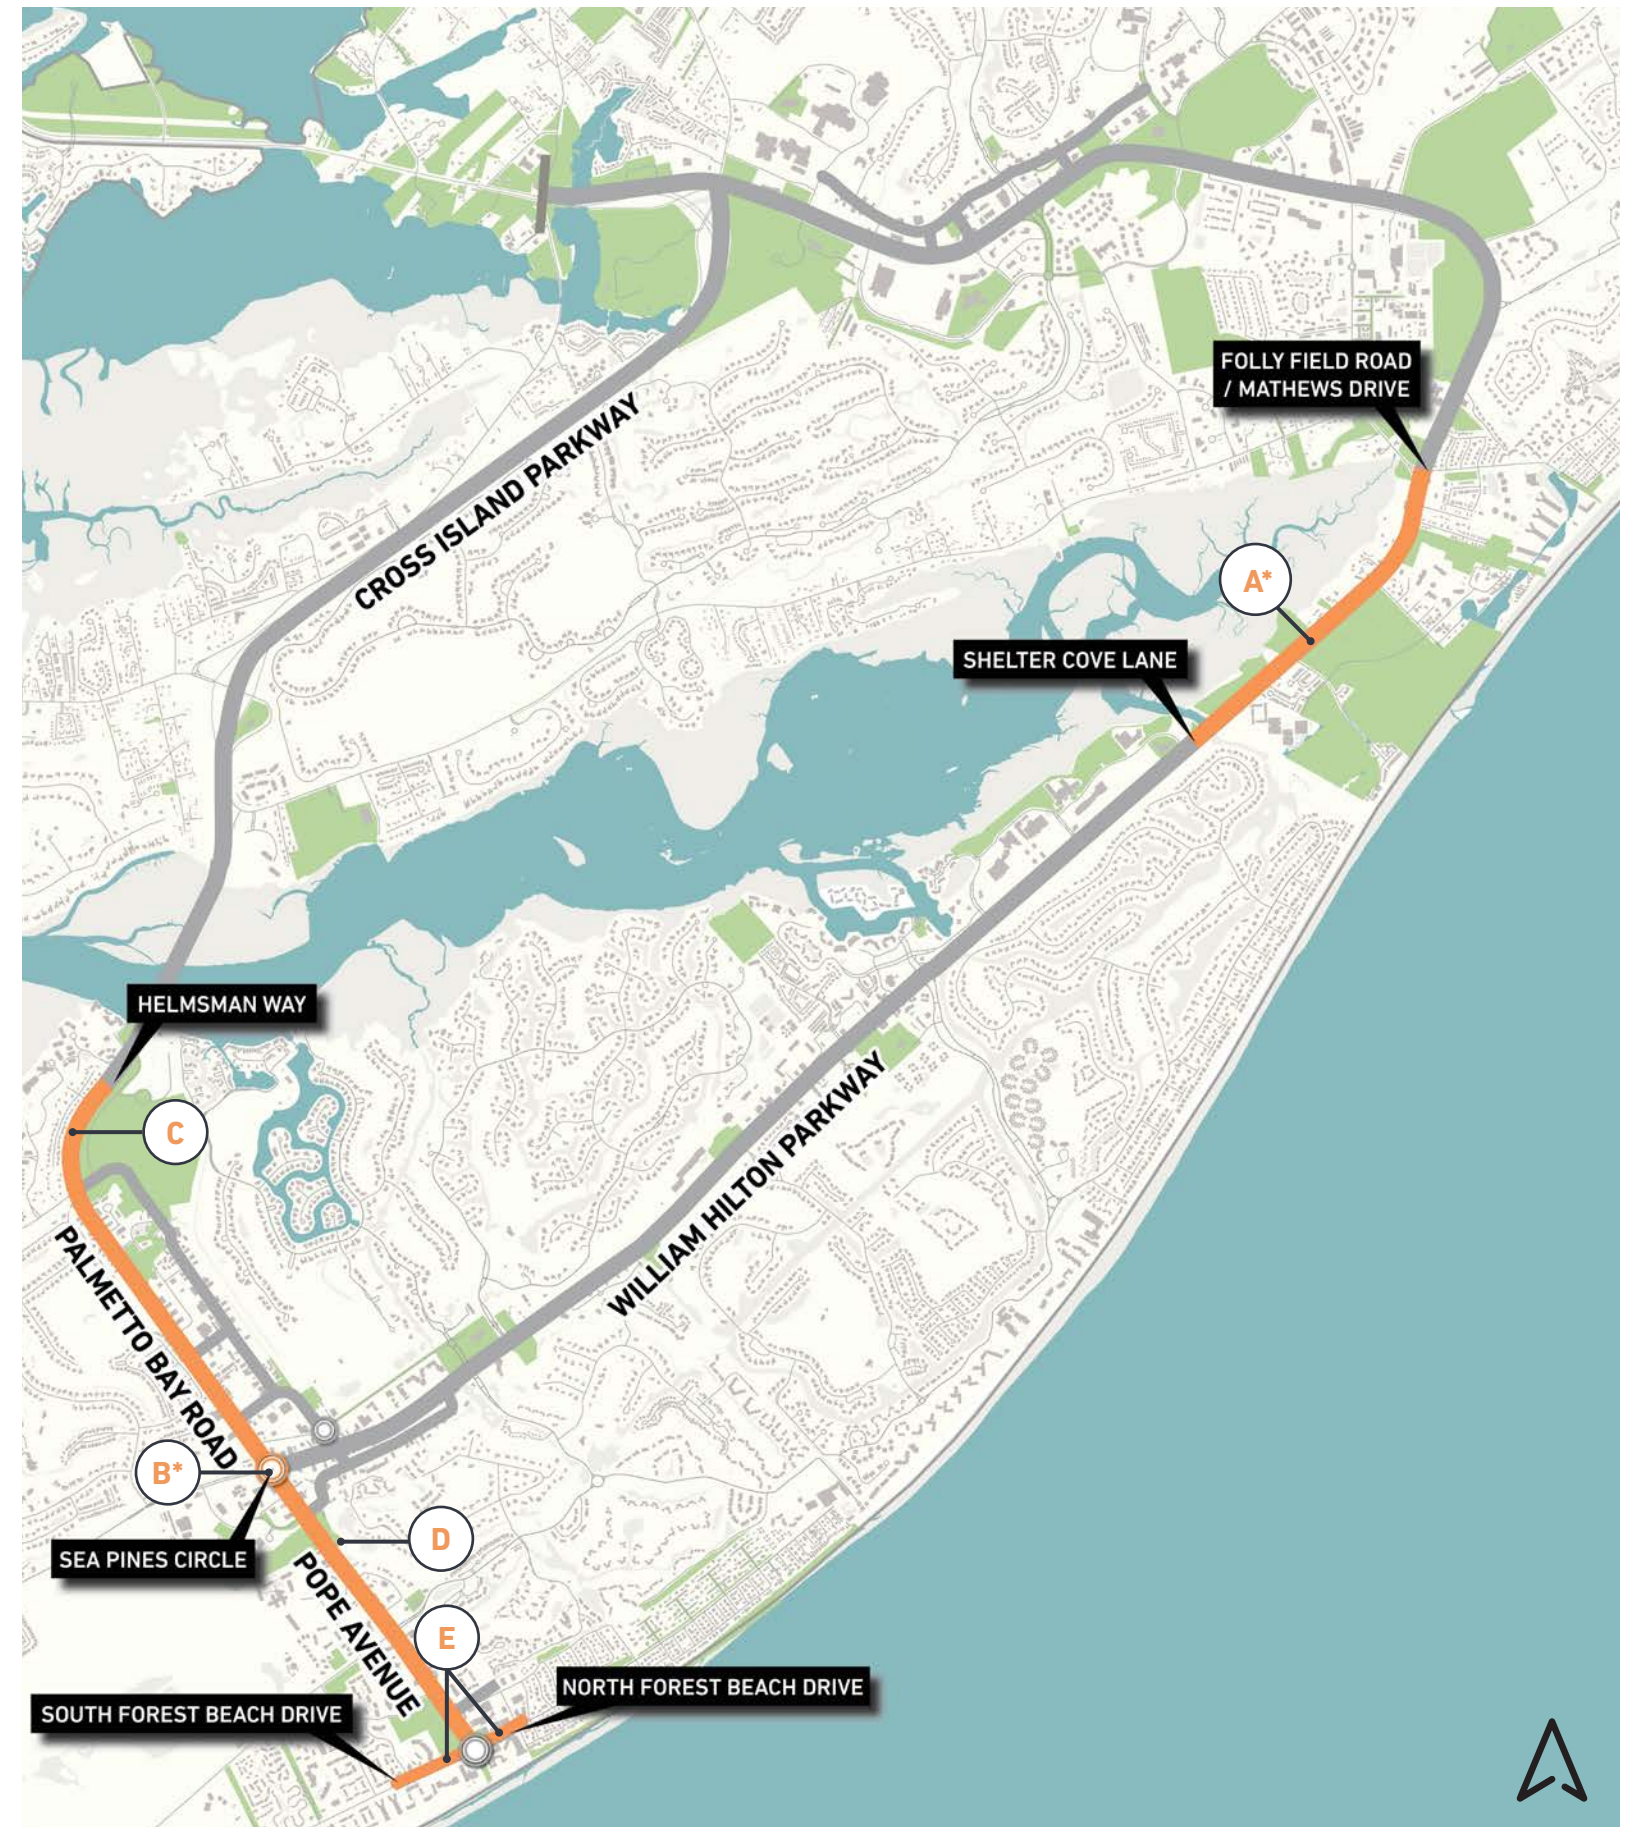 FOLLY FIELD ROAD
/ MATHEWS DRIVE
CROSS ISLAND PARKWAY
A*
SHELTER COVE LANE
HELMSMAN WAY
C
WILLIAM HILTON PARKWAY
PALMETTO BAY ROAD
B*
D
SEA PINES CIRCLE
POPE AVENUE
E
NORTH FOREST BEACH DRIVE
SOUTH FOREST BEACH DRIVE